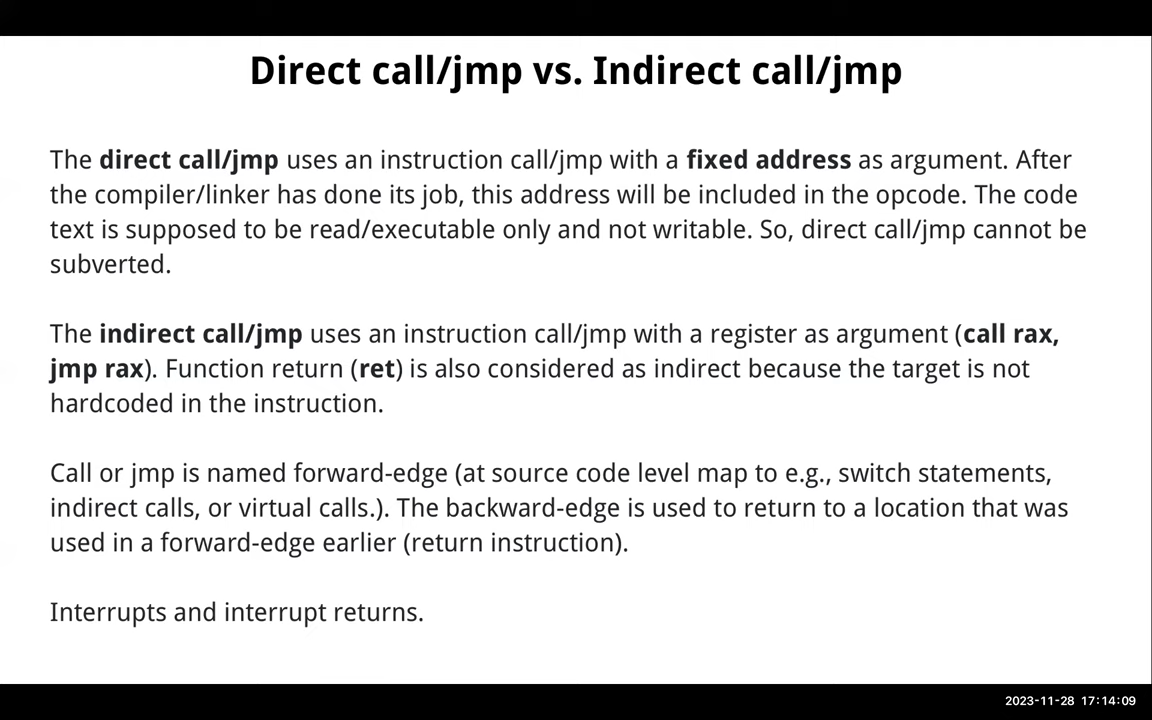 Direct call/jmp vs. Indirect call/jmp
The direct call/jmp uses an instruction call/jmp with a fixed address as argument. After
the compiler/linker has done its job, this address will be included in the opcode. The code
text is supposed to be read/executable only and not writable. So, direct call/jmp cannot be
subverted.
The indirect call/jmp uses an instruction call/jmp with a register as argument (call rax,
jmp rax). Function return (ret) is also considered as indirect because the target is not
hardcoded in the instruction.
Call or jmp is named forward-edge (at source code level map to e.g., switch statements,
indirect calls, or virtual calls.). The backward-edge is used to return to a location that was
used in a forward-edge earlier (return instruction).
Interrupts and interrupt returns.
2023-11-28 17:14:09